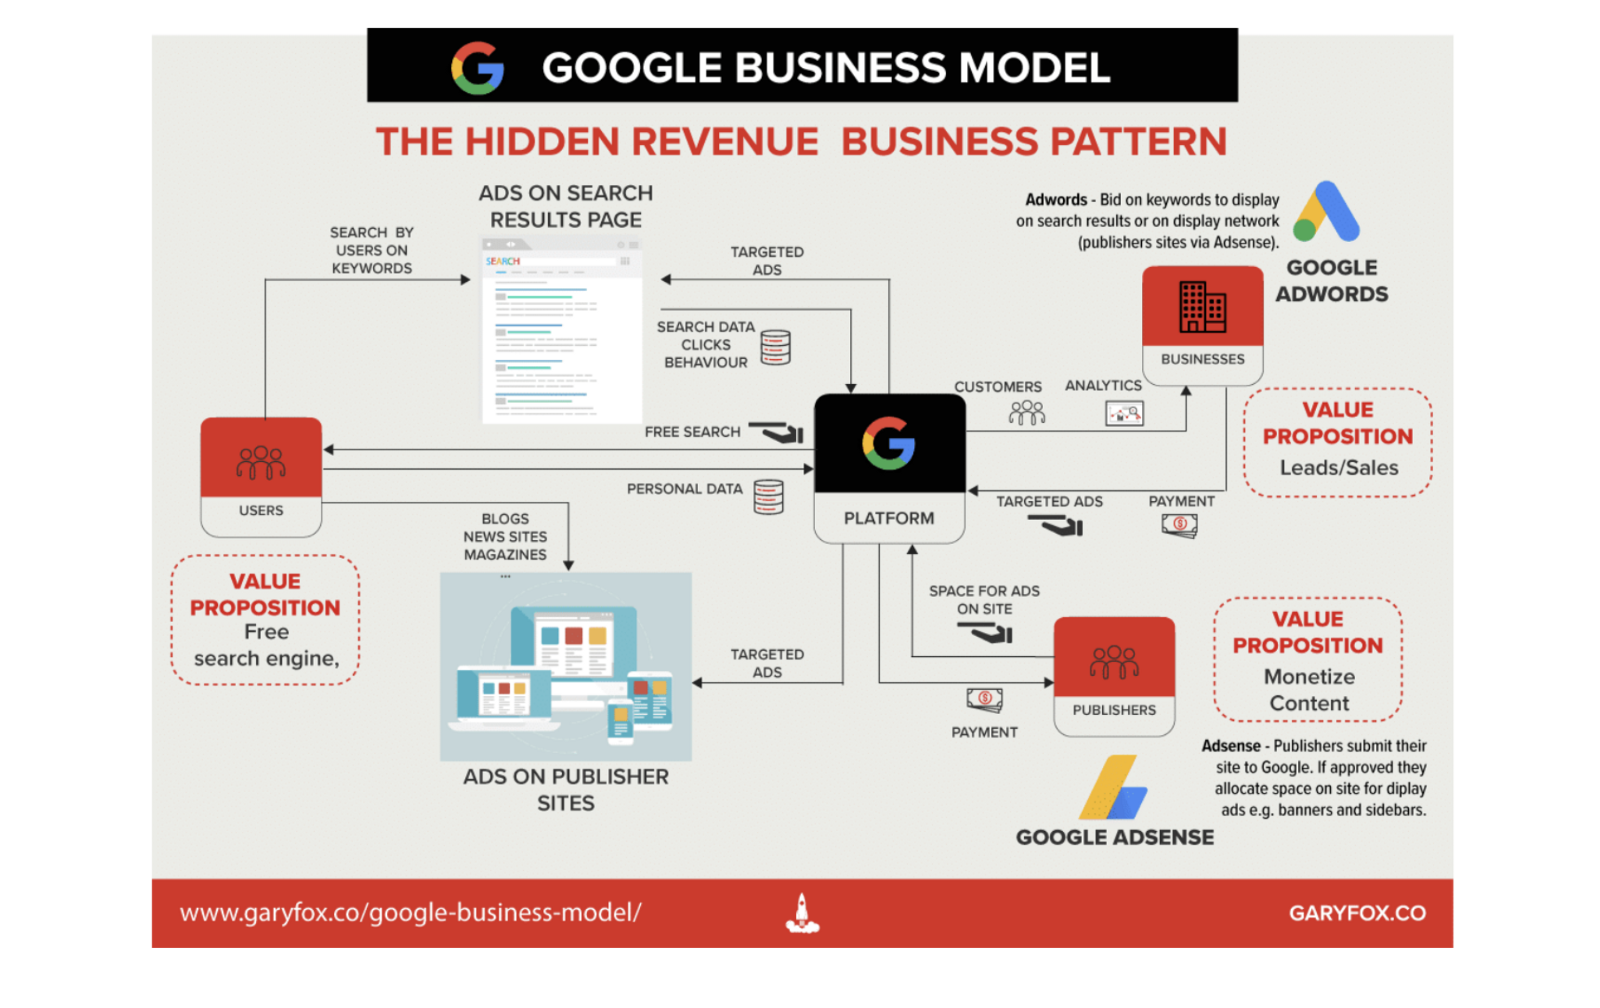 GOOGLE BUSINESS MODEL
THE HIDDEN REVENUE BUSINESS PATTERN
ADS ON SEARCH
RESULTS PAGE
SEARCH BY
USERS ON
KEYWORDS
SEARCH
TARGETED
ADS
SEARCH DATA
CLICKS
BEHAVIOUR
Adwords - Bid on keywords to display
on search results or on display network
(publishers sites via Adsense).
GOOGLE
ADWORDS
BUSINESSES
CUSTOMERS
ANALYTICS
VALUE
PROPOSITION
Leads/Sales
FREE SEARCH
PERSONAL DATA
USERS
PLATFORM
TARGETED ADS
PAYMENT
BLOGS
NEWS SITES
MAGAZINES
VALUE
PROPOSITION
Free
search engine,
TARGETED
ADS
SPACE FOR ADS
ON SITE
PAYMENT
PUBLISHERS
VALUE
PROPOSITION
Monetize
Content
ADS ON PUBLISHER
SITES
Adsense - Publishers submit their
site to Google. If approved they
allocate space on site for diplay
ads e.g. banners and sidebars.
GOOGLE ADSENSE
www.garyfox.co/google-business-model/
GARYFOX.CO